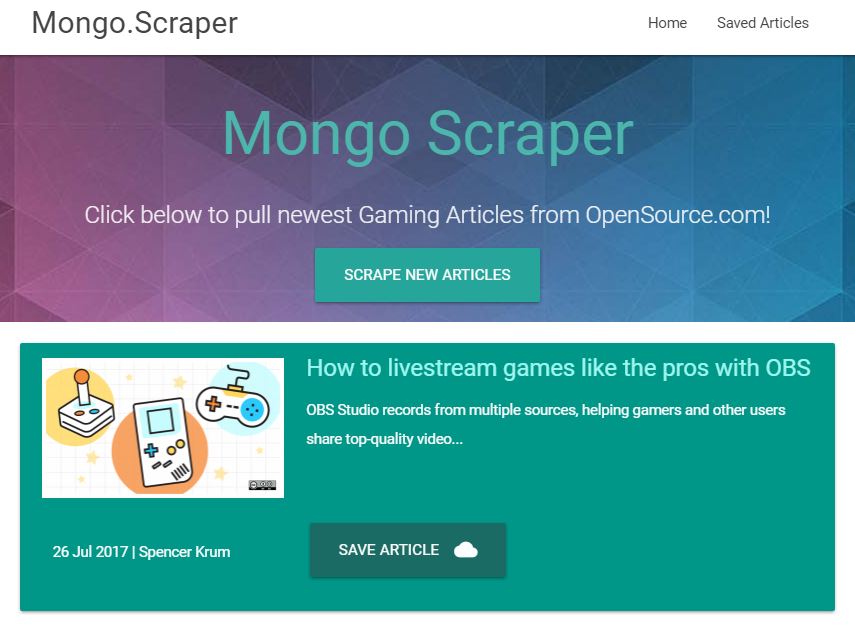 Mongo.Scraper
Home
Saved Articles
Mongo Scraper
Click below to pull newest Gaming Articles from OpenSource.com!
SCRAPE NEW ARTICLES
How to livestream games like the pros with OBS
OBS Studio records from multiple sources, helping gamers and other users
share top-quality video...
26 Jul 2017 | Spencer Krum
SAVE ARTICLE